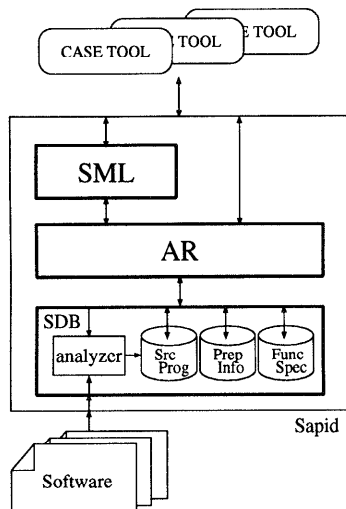 CASE TOOL
TOOL
E TOOL
SML
AR
SDB
analyzer
Src
Prog
Prep
Info
Func
Spec
Sapid
Software